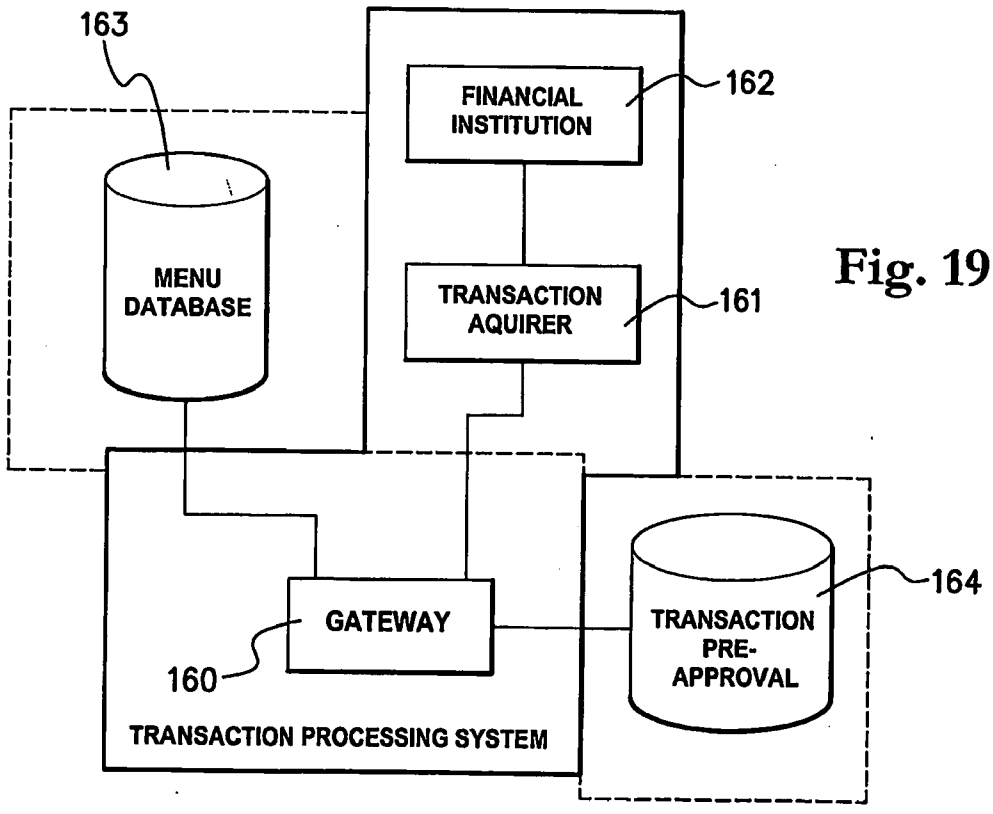 163
FINANCIAL
INSTITUTION
162
MENU
DATABASE
Fig. 19
TRANSACTION
AQUIRER
161
GATEWAY
160
TRANSACTION
PRE-
APPROVAL
164
TRANSACTION PROCESSING SYSTEM